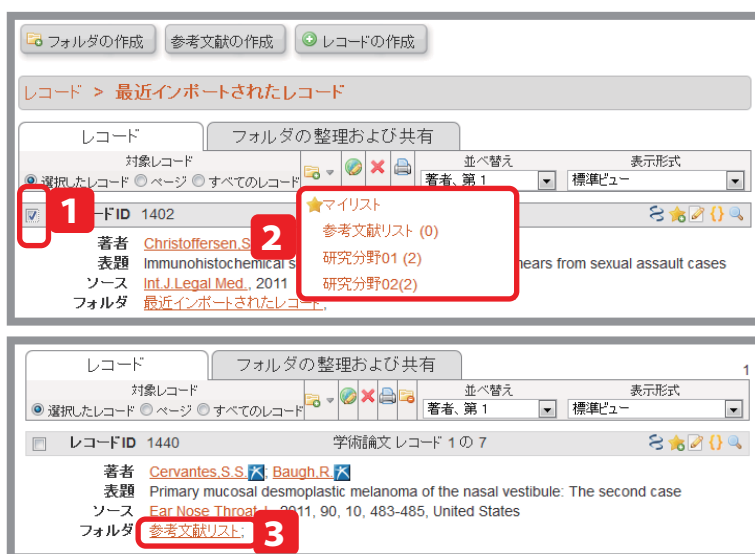 フォルダの作成 参考文献の作成 レコードの作成
レコード > 最近インポートされたレコード
レコード フォルダの整理および共有
対象レコード 並べ替え 表示形式
選択したレコード ページ すべてのレコード 著者、第 1 標準ビュー
1 ドID 1402
2
マイリスト
参考文献リスト (0)
研究分野01 (2)
研究分野02(2)
著者 Christoffersen,S
表題 Immunohistochemical s ears from sexual assault cases
ソース Int.J.Legal Med., 2011
フォルダ 最近インポートされたレコード;
レコード フォルダの整理および共有 1
対象レコード 並べ替え 表示形式
選択したレコード ページ すべてのレコード 著者、第 1 標準ビュー
レコードID 1440 学術論文 レコード 1 の 7
著者 Cervantes,S.S. ; Baugh,R.
表題 Primary mucosal desmoplastic melanoma of the nasal vestibule: The second case
ソース Ear Nose Throat 2011, 90, 10, 483-485, United States
フォルダ 参考文献リスト; 3